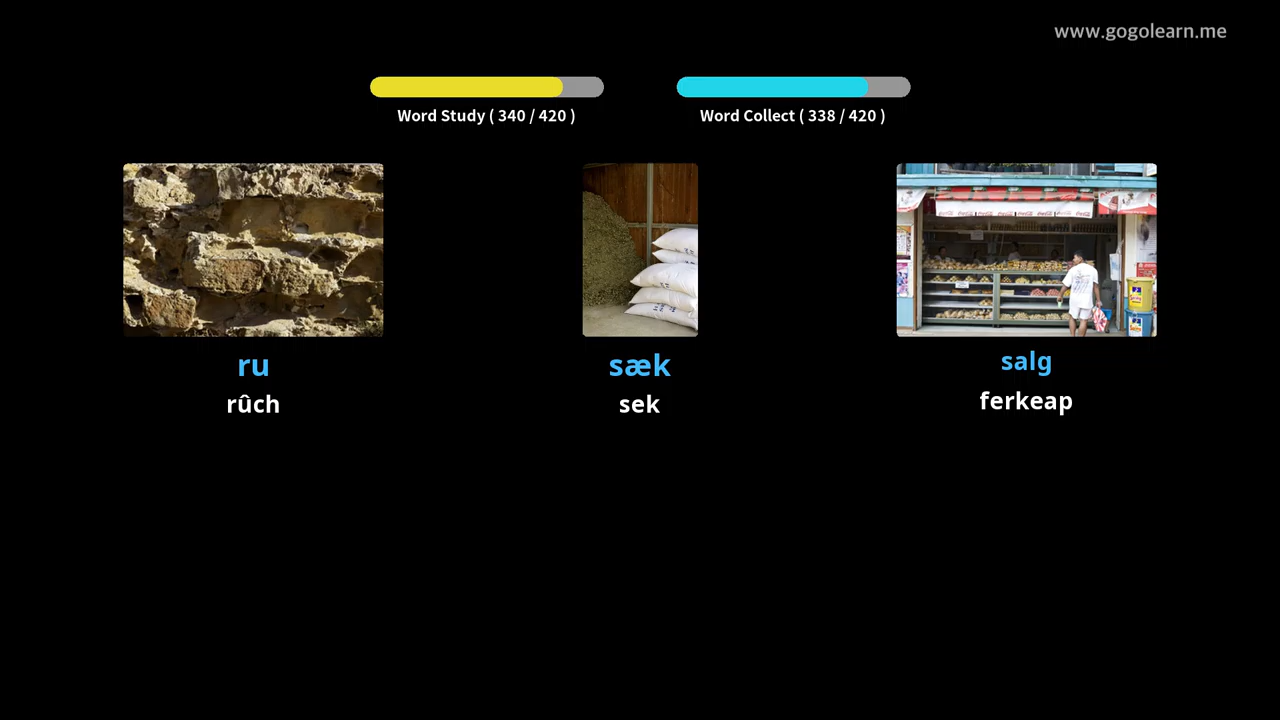 www.gogolearn.me
Word Study ( 340 / 420 )
Word Collect ( 338 / 420 )
ru
rûch
sæk
sek
salg
ferkeap